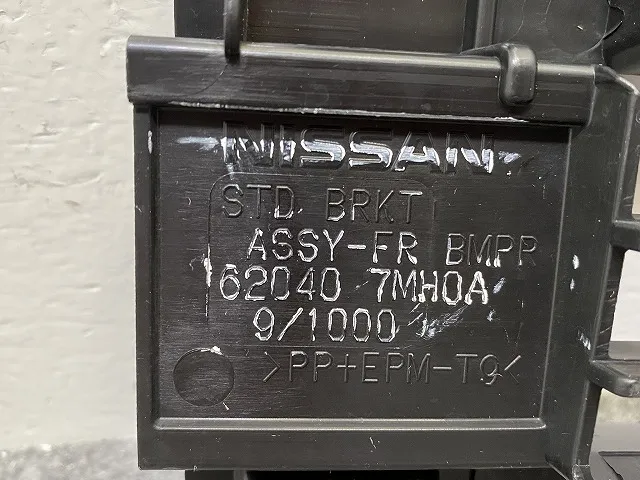 NISSAN
STD BRKT
ASSY-FR BMPR
62040 7MH0A
9/1000
>PP+EPM-T9<